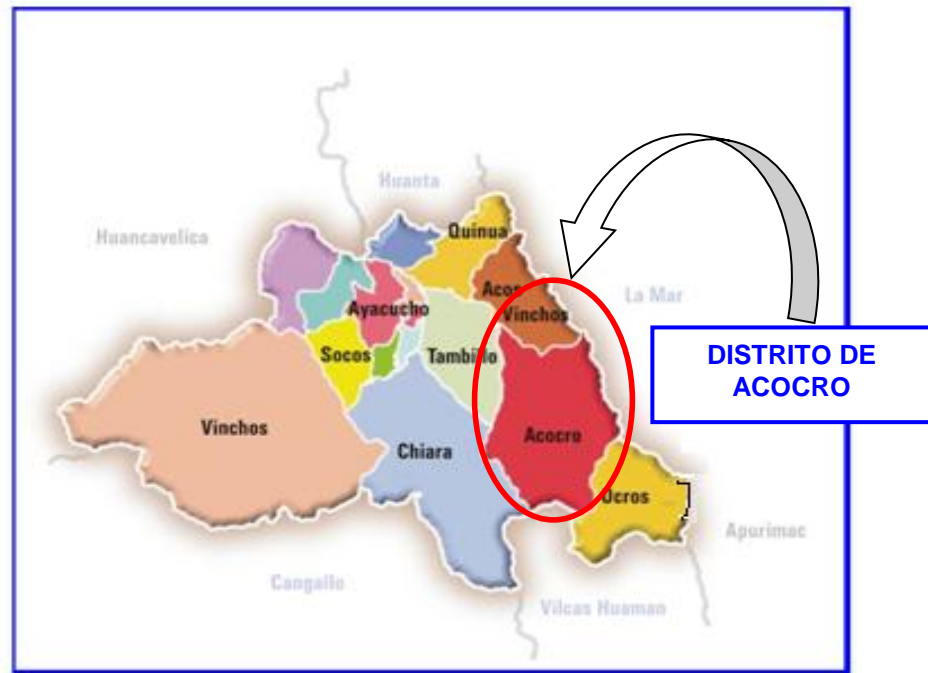 Huanta
Quinua
Huancavelica
Acos
Vinchos
La Mar
Ayacucho
Socos
Tambillo
DISTRITO DE
ACOCRO
Vinchos
Chiara
Acocro
Ocros
Apurimac
Cangallo
Vilcas Huaman